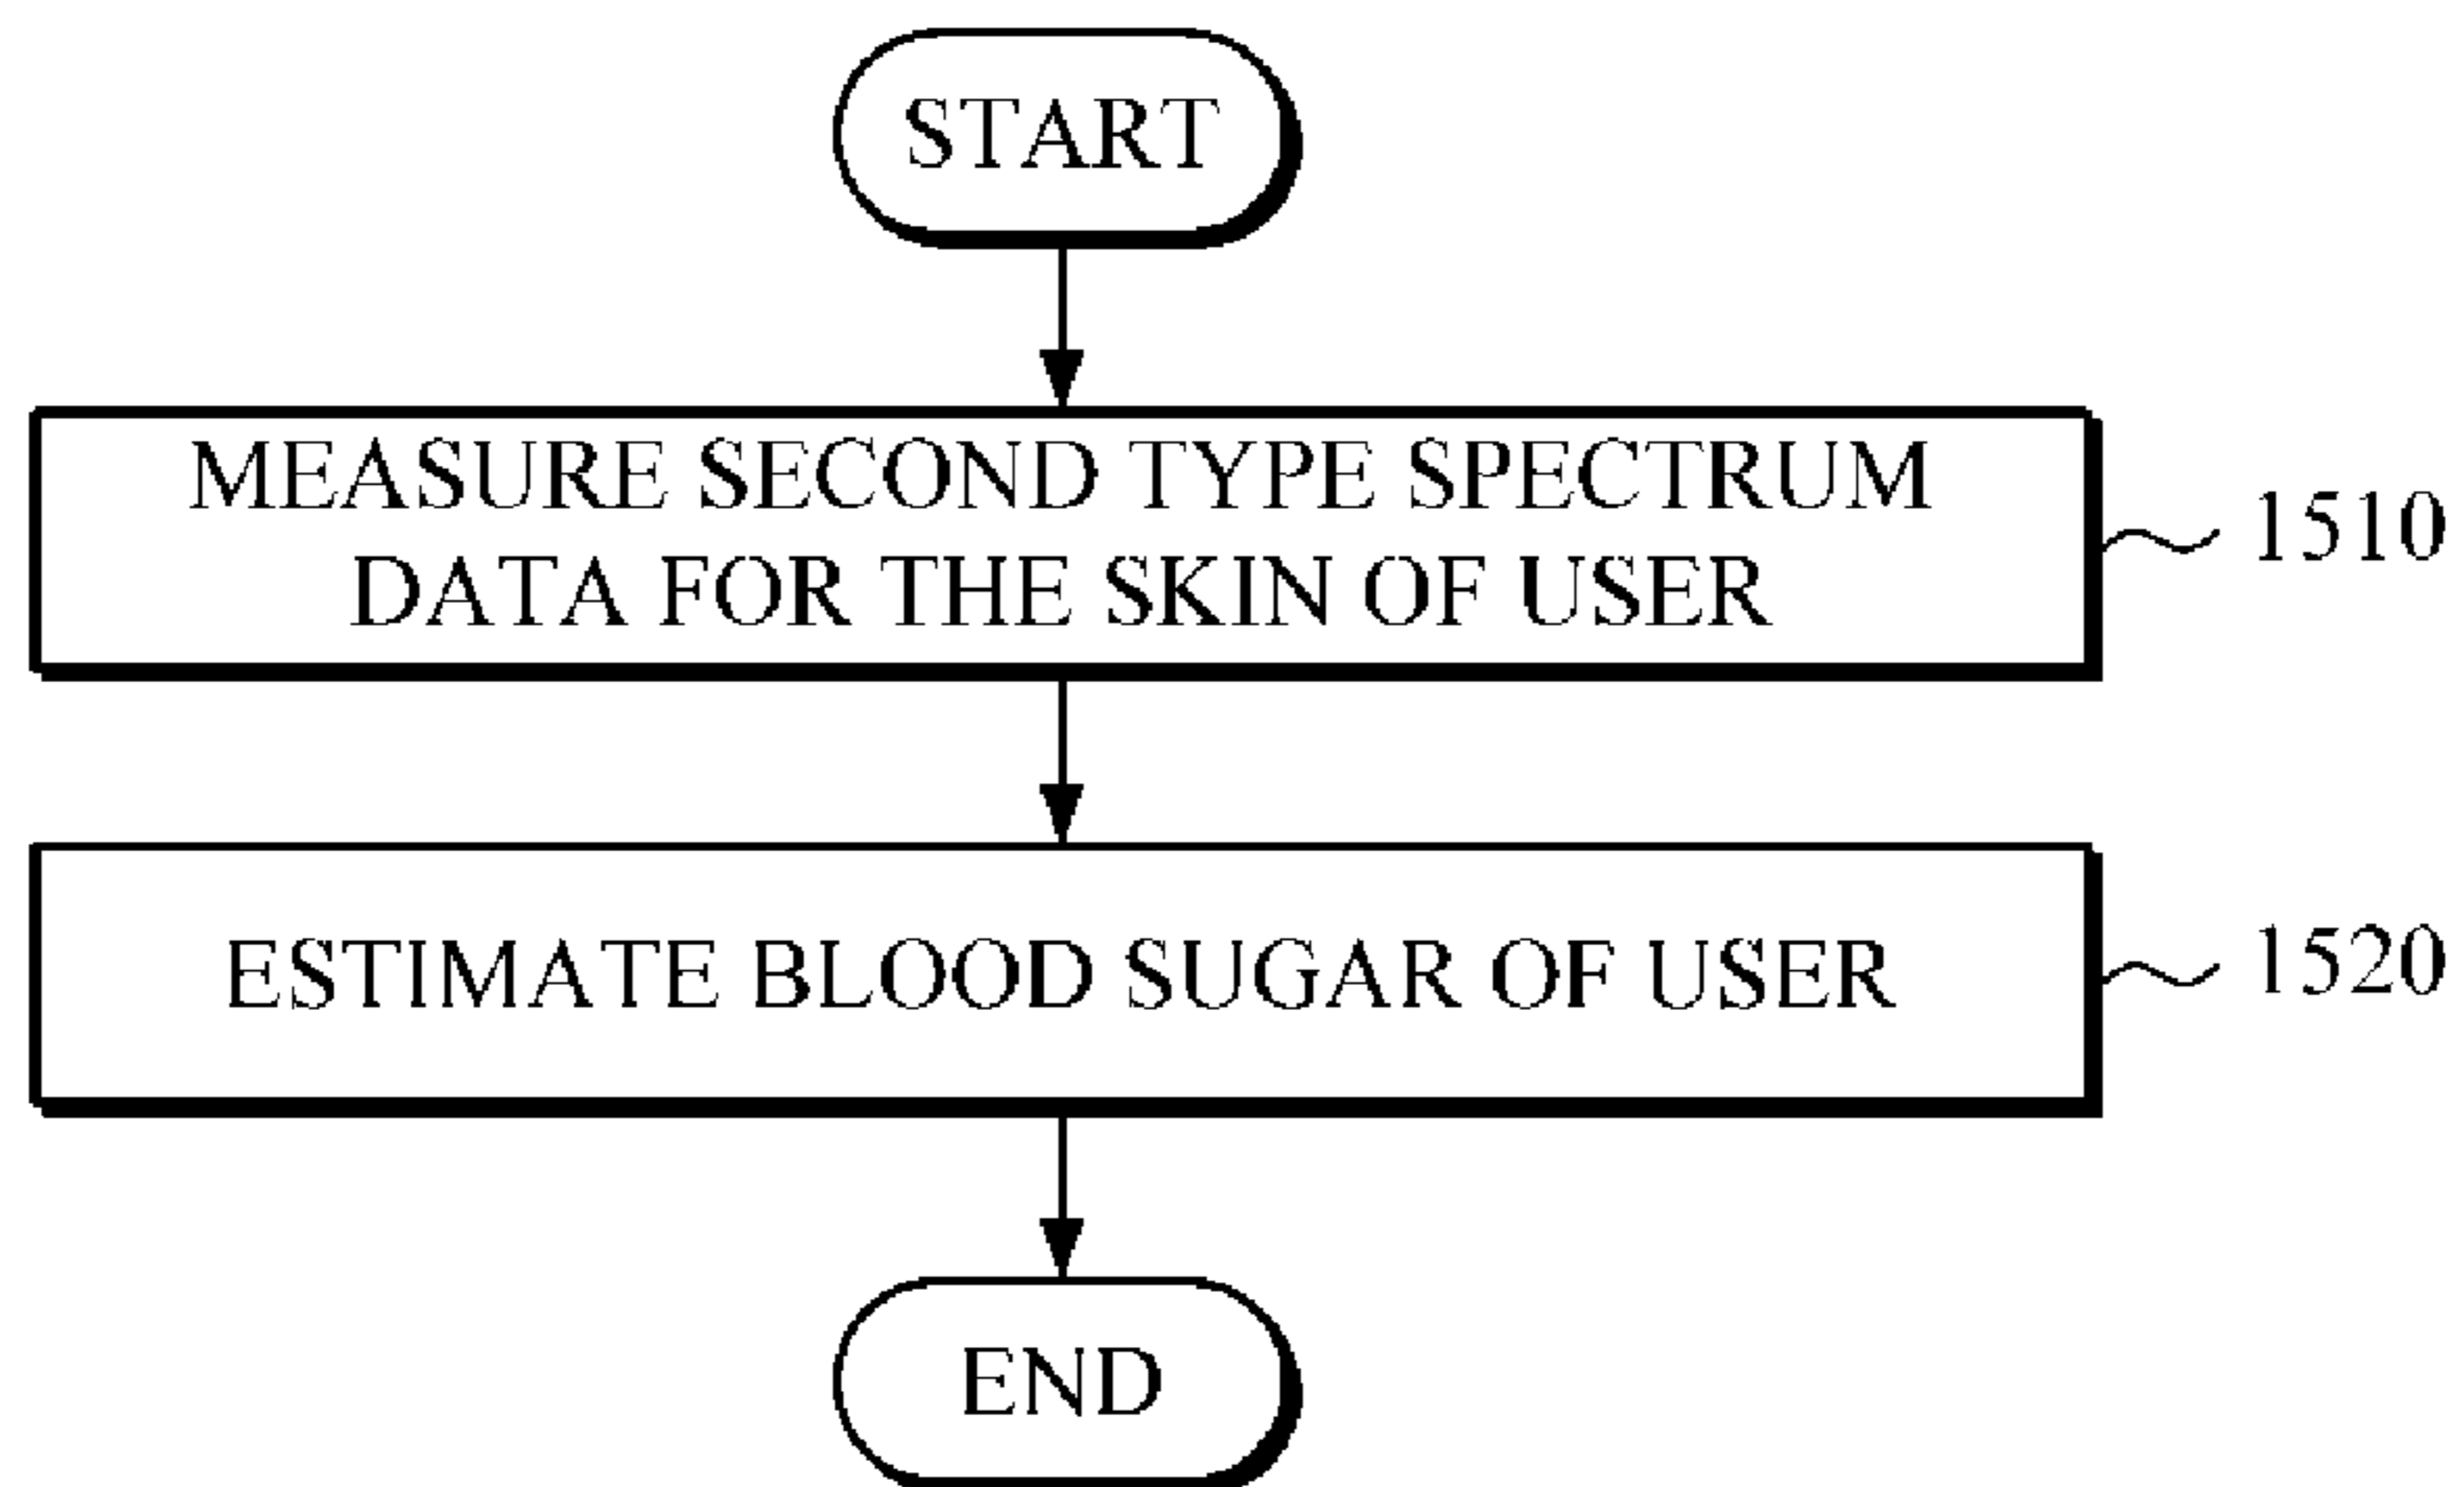 START
MEASURE SECOND TYPE SPECTRUM
DATA FOR THE SKIN OF USER
1510
ESTIMATE BLOOD SUGAR OF USER
1520
END